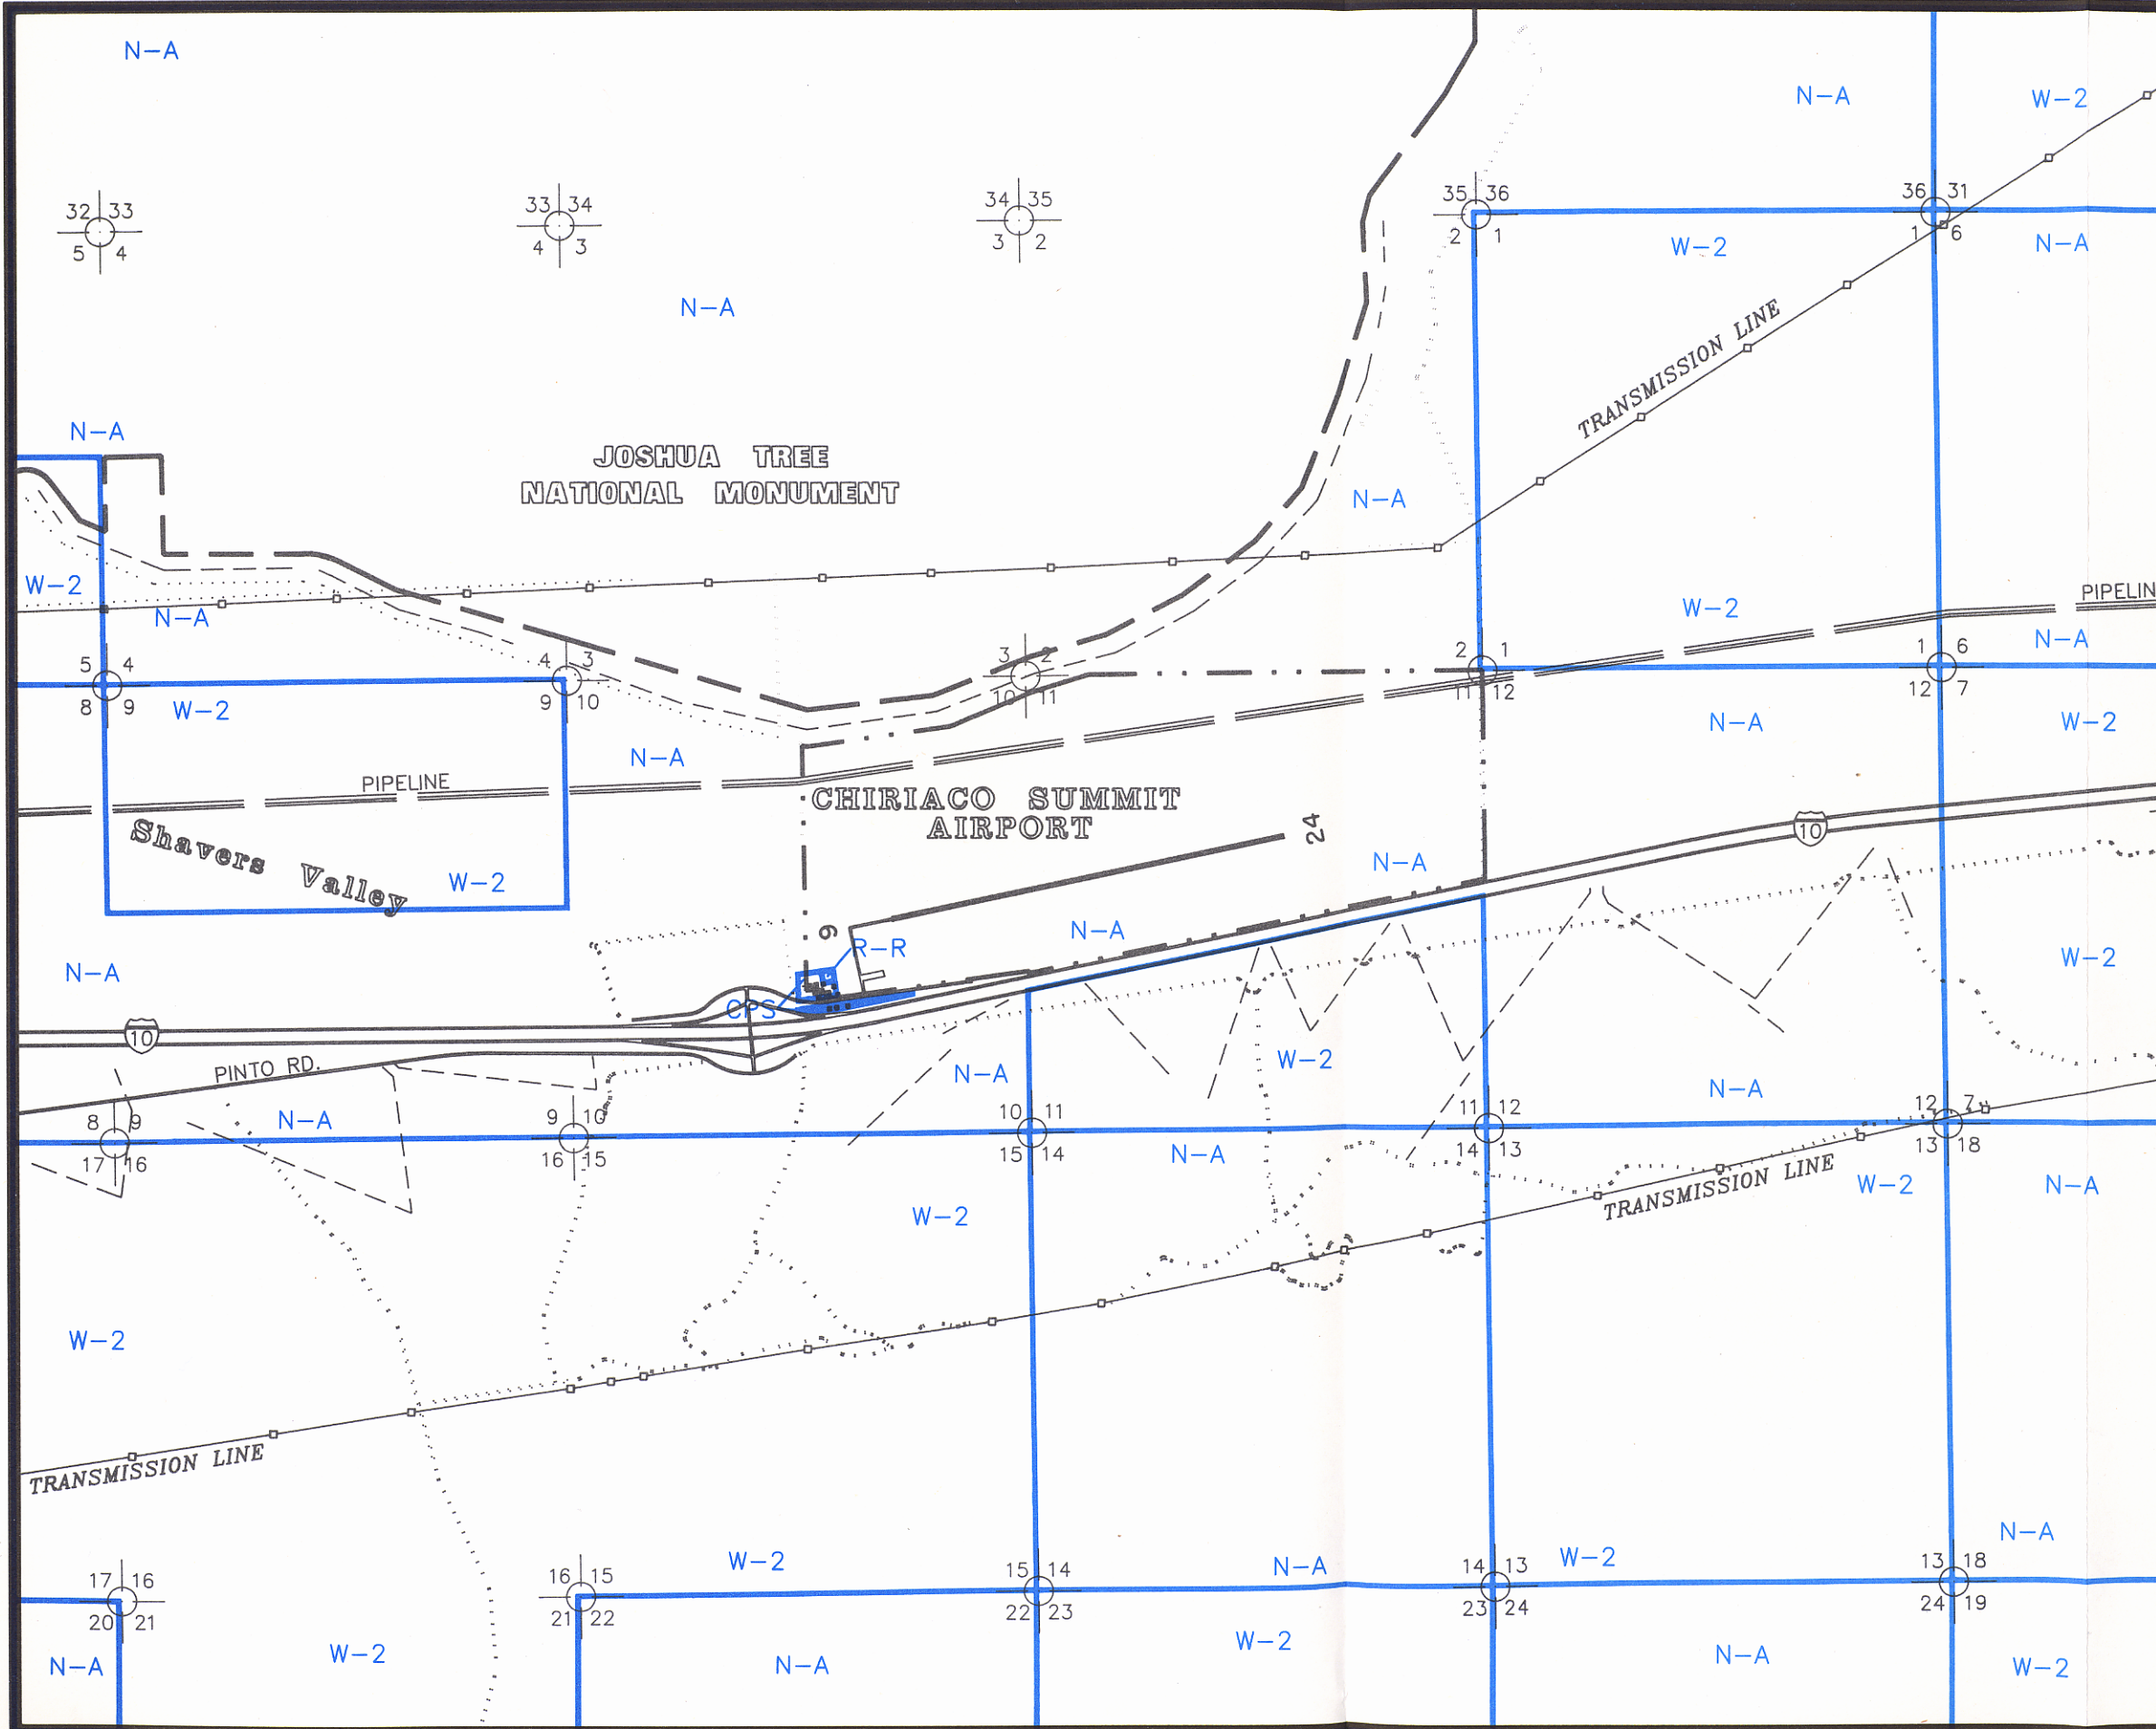 N-A
N-A
W-2
32 33
5 4
33 34
4 3
34 35
3 2
35 36
2 1
36 31
1 6
W-2
N-A
N-A
TRANSMISSION LINE
N-A
JOSHUA TREE
NATIONAL MONUMENT
N-A
W-2
N-A
W-2
PIPELIN
N-A
5 4
8 9
4 3
9 10
3 2
10 11
2 1
11 12
1 6
12 7
W-2
N-A
N-A
W-2
PIPELINE
CHIRIACO SUMMIT
AIRPORT
24
10
Shavers Valley
W-2
N-A
6
R-R
N-A
W-2
N-A
CPS
10
PINTO RD.
N-A
N-A
W-2
N-A
8 9
17 16
9 10
16 15
10 11
15 14
11 12
14 13
12 7
13 18
N-A
TRANSMISSION LINE
W-2
N-A
W-2
W-2
TRANSMISSION LINE
W-2
N-A
W-2
N-A
17 16
20 21
16 15
21 22
15 14
22 23
14 13
23 24
13 18
24 19
N-A
W-2
N-A
W-2
N-A
W-2